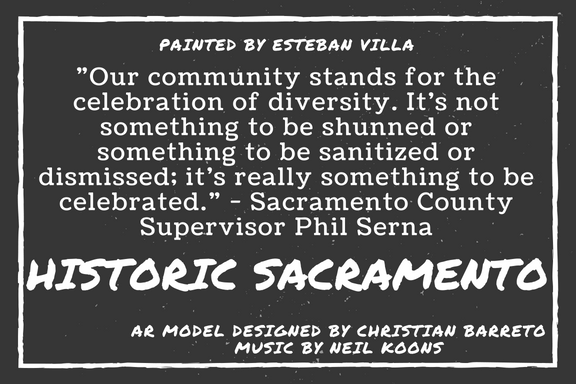 PAINTED BY ESTEBAN VILLA
"Our community stands for the
celebration of diversity. It's not
something to be shunned or
something to be sanitized or
dismissed; it's really something to be
celebrated." - Sacramento County
Supervisor Phil Serna
HISTORIC SACRAMENTO
AR MODEL DESIGNED BY CHRISTIAN BARRETO
MUSIC BY NEIL KOONS